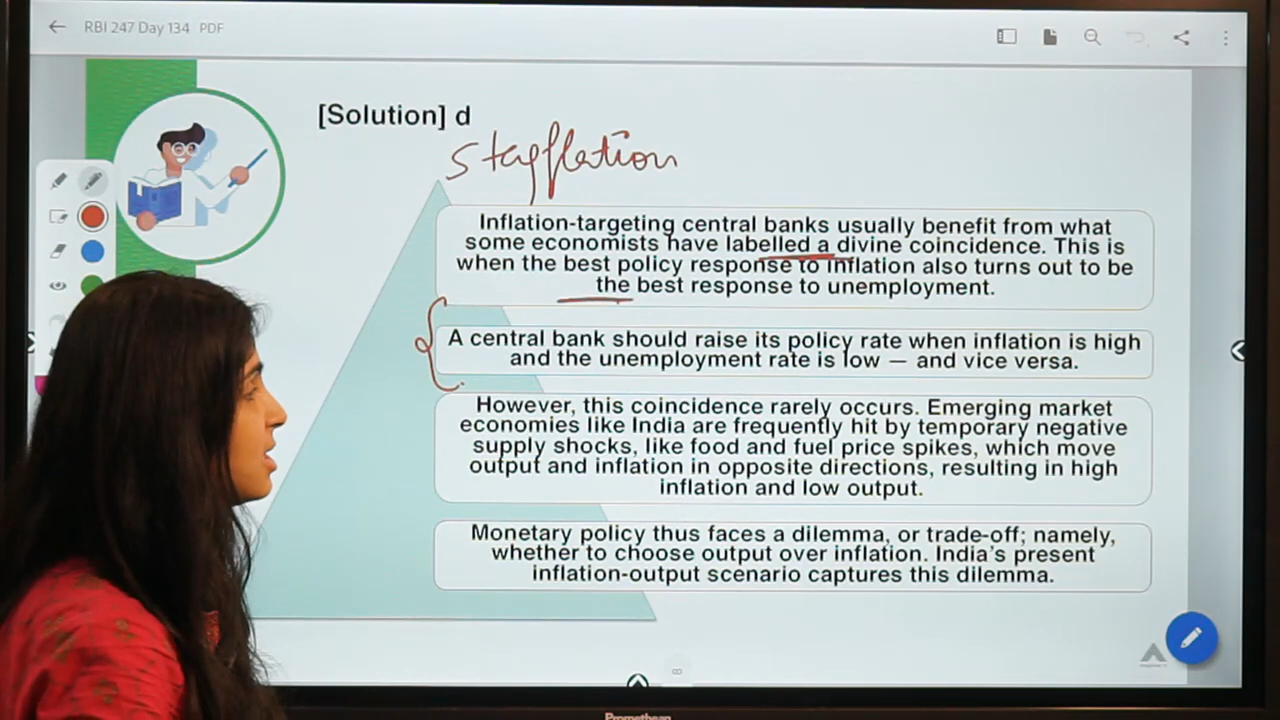 RBI 247 Day 134 PDF
[Solution] d
Stagflation
Inflation-targeting central banks usually benefit from what
some economists have labelled a divine coincidence. This is
when the best policy response to inflation also turns out to be
the best response to unemployment.
A central bank should raise its policy rate when inflation is high
and the unemployment rate is low — and vice versa.
However, this coincidence rarely occurs. Emerging market
economies like India are frequently hit by temporary negative
supply shocks, like food and fuel price spikes, which move
output and inflation in opposite directions, resulting in high
inflation and low output.
Monetary policy thus faces a dilemma, or trade-off; namely,
whether to choose output over inflation. India's present
inflation-output scenario captures this dilemma.
Promethean